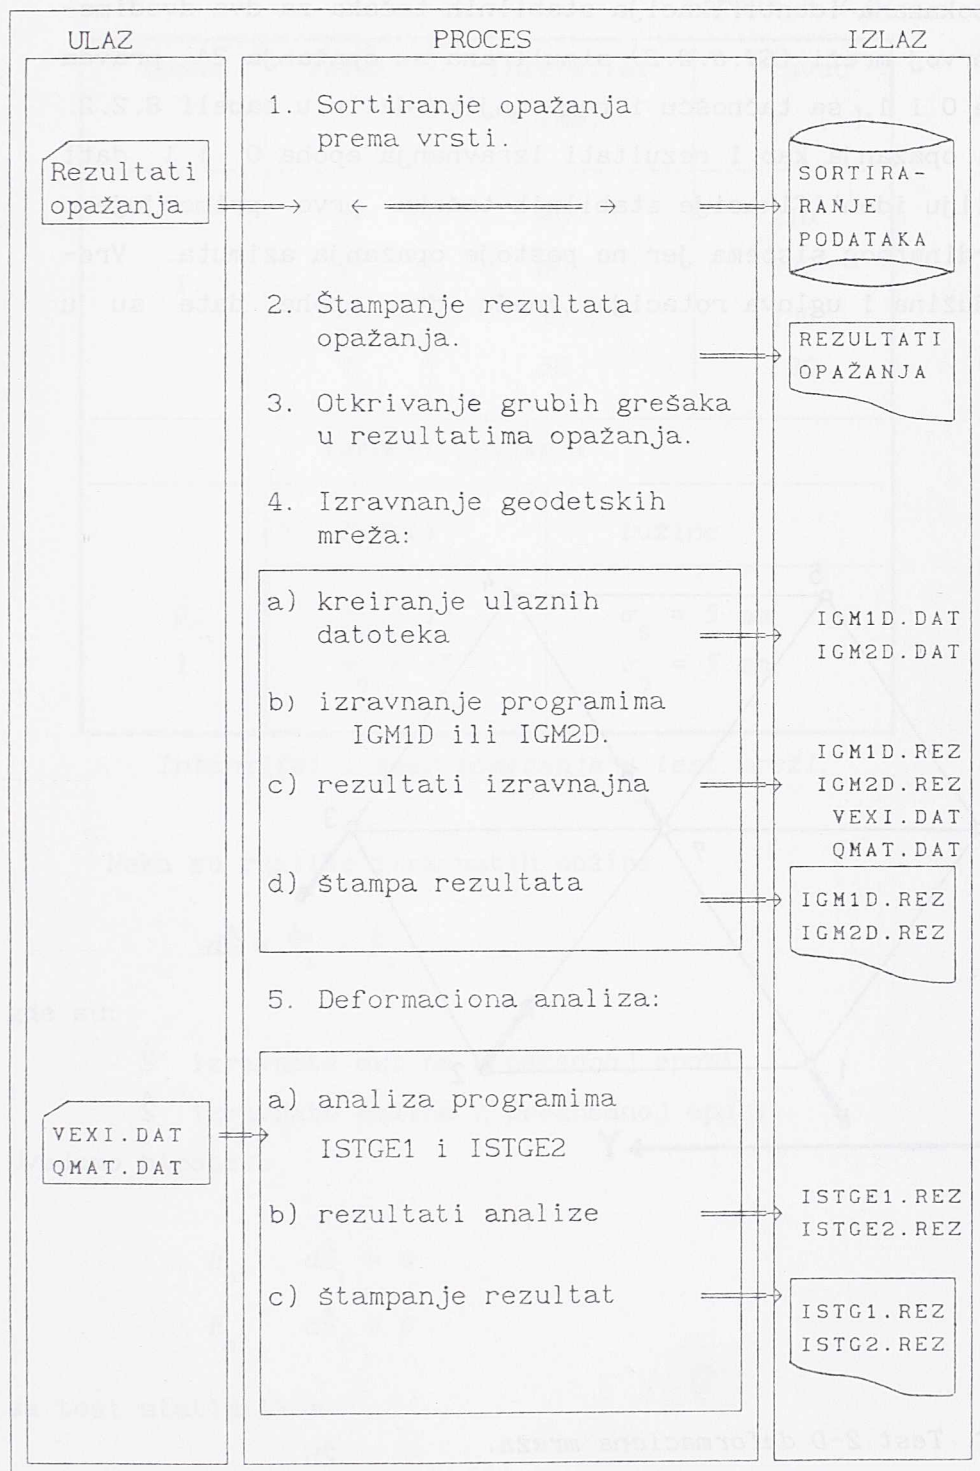 ULAZ
PROCES
IZLAZ
1. Sortiranje opažanja
prema vrsti.
Rezultati
opažanja
SORTIRA-
RANJE
PODATAKA
2. Štampanje rezultata
opažanja.
REZULTATI
OPAŽANJA
3. Otkrivanje grubih grešaka
u rezultatima opažanja.
4. Izravnanje geodetskih
mreža:
a) kreiranje ulaznih
datoteka
IGM1D.DAT
IGM2D.DAT
b) izravnanje programima
IGM1D ili IGM2D.
c) rezultati izravnajna
IGM1D.REZ
IGM2D.REZ
VEXI.DAT
QMAT.DAT
d) štampa rezultata
IGM1D.REZ
IGM2D.REZ
5. Deformaciona analiza:
a) analiza programima
ISTGE1 i ISTGE2
VEXI.DAT
QMAT.DAT
b) rezultati analize
ISTGE1.REZ
ISTGE2.REZ
c) štampanje rezultat
ISTG1.REZ
ISTG2.REZ